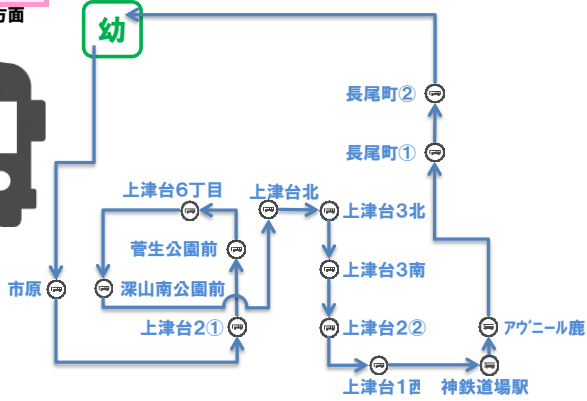 方面
幼
長尾町②
長尾町①
上津台6丁目
上津台北
上津台3北
菅生公園前
上津台3南
市原
深山南公園前
上津台2①
上津台2②
アヴニール鹿
上津台1西
神鉄道場駅